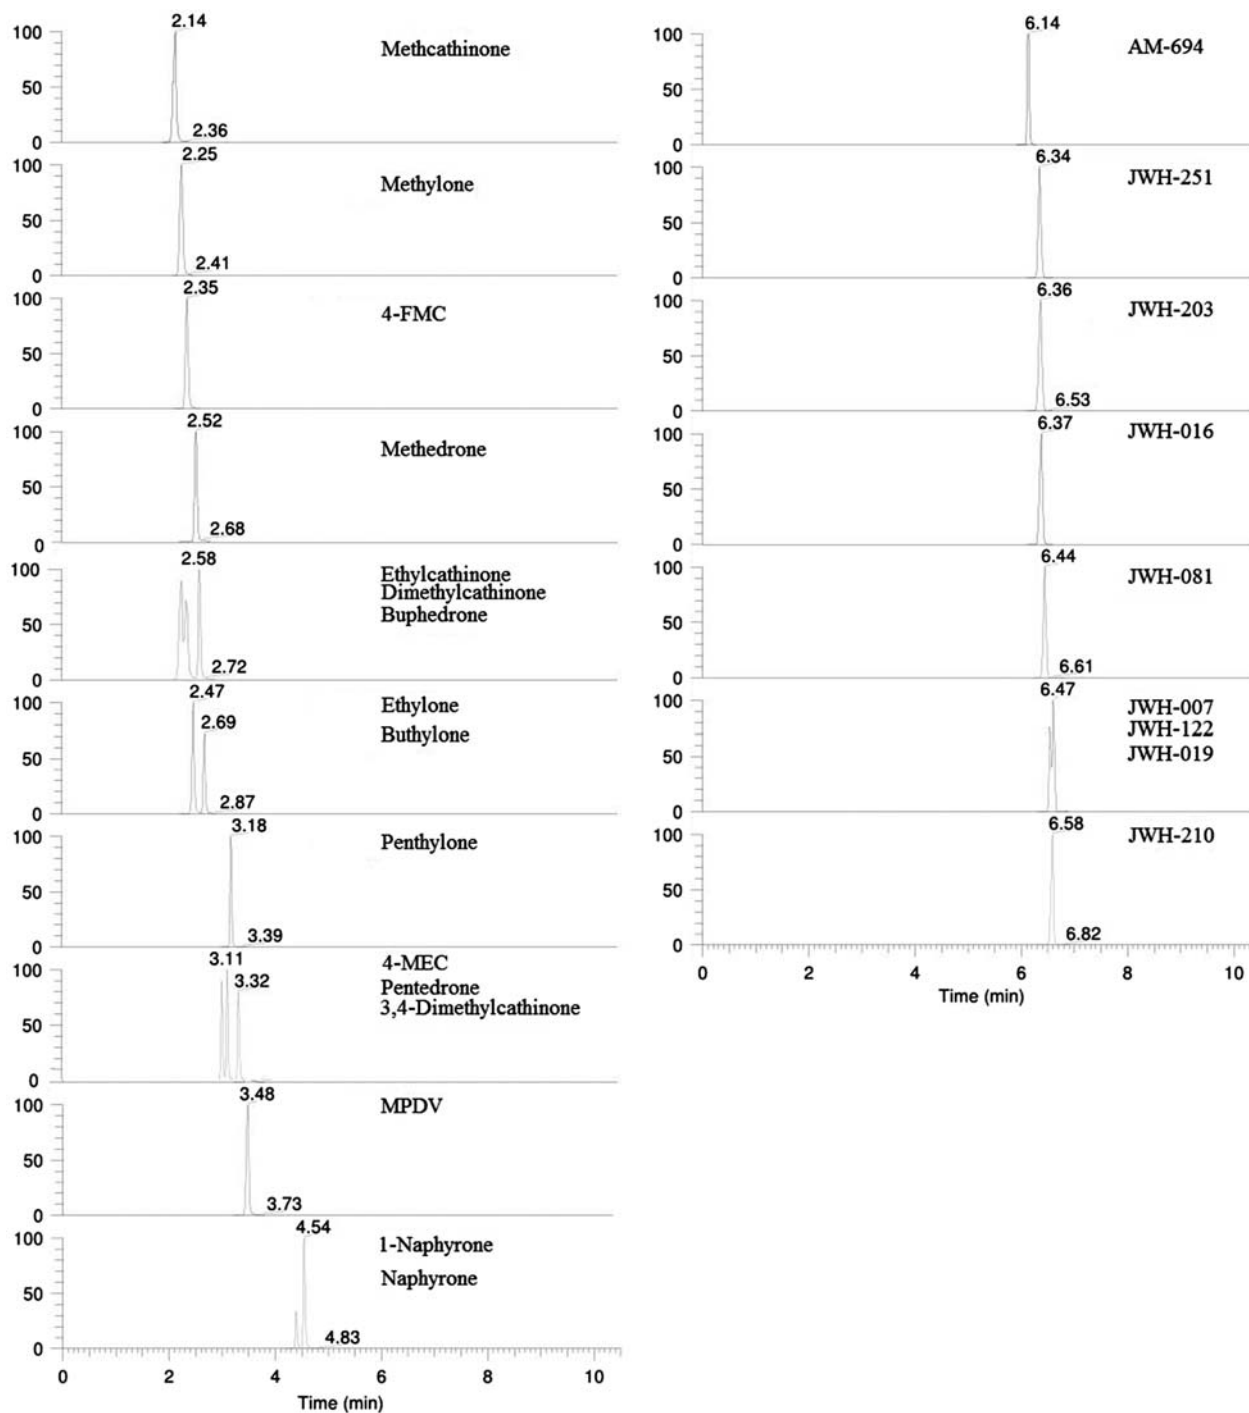 2.14
100
50
0
2.36
Methcathinone
2.25
100
50
0
2.41
Methylone
2.35
100
50
0
4-FMC
2.52
100
50
0
2.68
Methedrone
2.58
100
50
0
2.72
Ethylcathinone
Dimethylcathinone
Buphedrone
2.47
2.69
100
50
0
2.87
Ethylone
Buthylone
3.18
100
50
0
3.39
Penthylone
3.11
3.32
100
50
0
4-MEC
Pentedrone
3,4-Dimethylcathinone
3.48
100
50
0
3.73
MPDV
4.54
100
50
0
4.83
1-Naphyrone
Naphyrone
0 2 4 6 8 10
Time (min)
6.14
100
50
0
AM-694
6.34
100
50
0
JWH-251
6.36
100
50
0
6.53
JWH-203
6.37
100
50
0
JWH-016
6.44
100
50
0
6.61
JWH-081
6.47
100
50
0
JWH-007
JWH-122
JWH-019
6.58
100
50
0
6.82
JWH-210
0 2 4 6 8 10
Time (min)